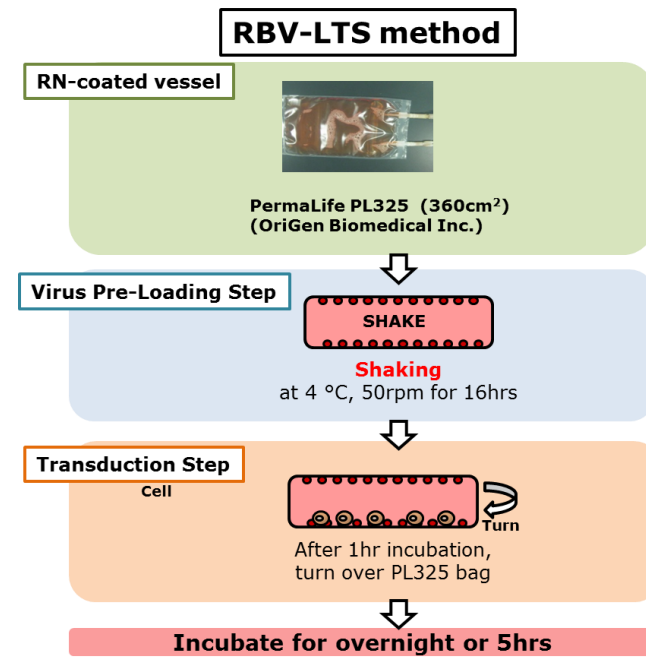 RBV-LTS method
RN-coated vessel
PermaLife PL325 (360cm²)
(OriGen Biomedical Inc.)
Virus Pre-Loading Step
SHAKE
Shaking
at 4 °C, 50rpm for 16hrs
Transduction Step
Cell
Turn
After 1hr incubation,
turn over PL325 bag
Incubate for overnight or 5hrs